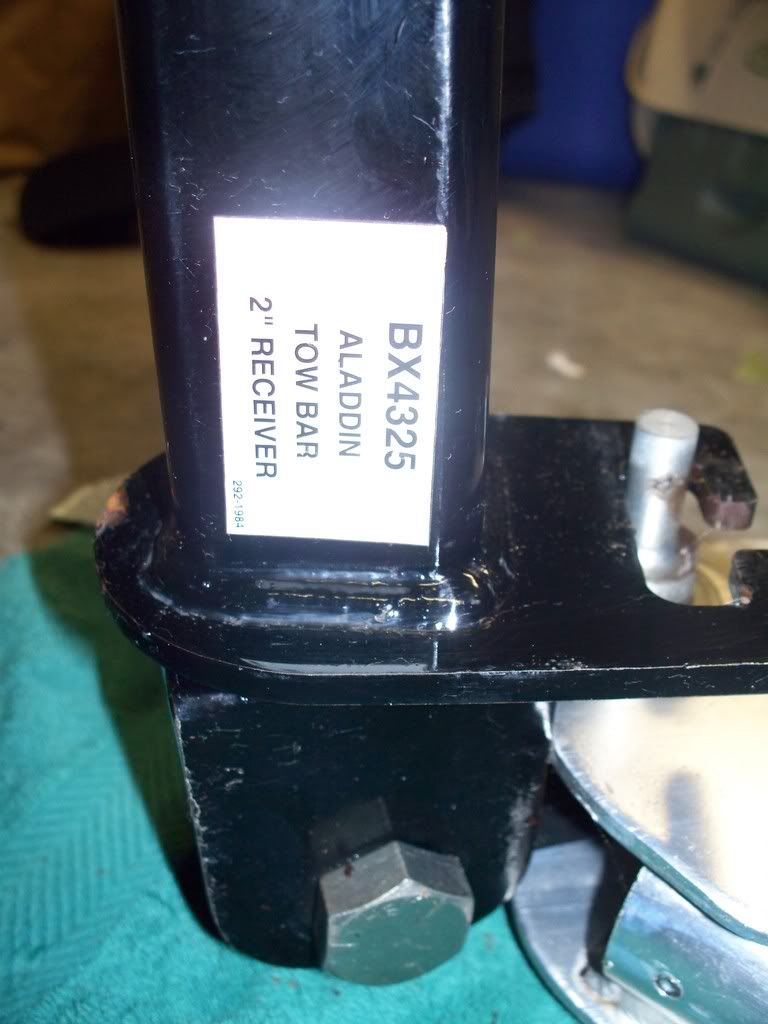 BX4325
ALADDIN
TOW BAR
2" RECEIVER
292-1984